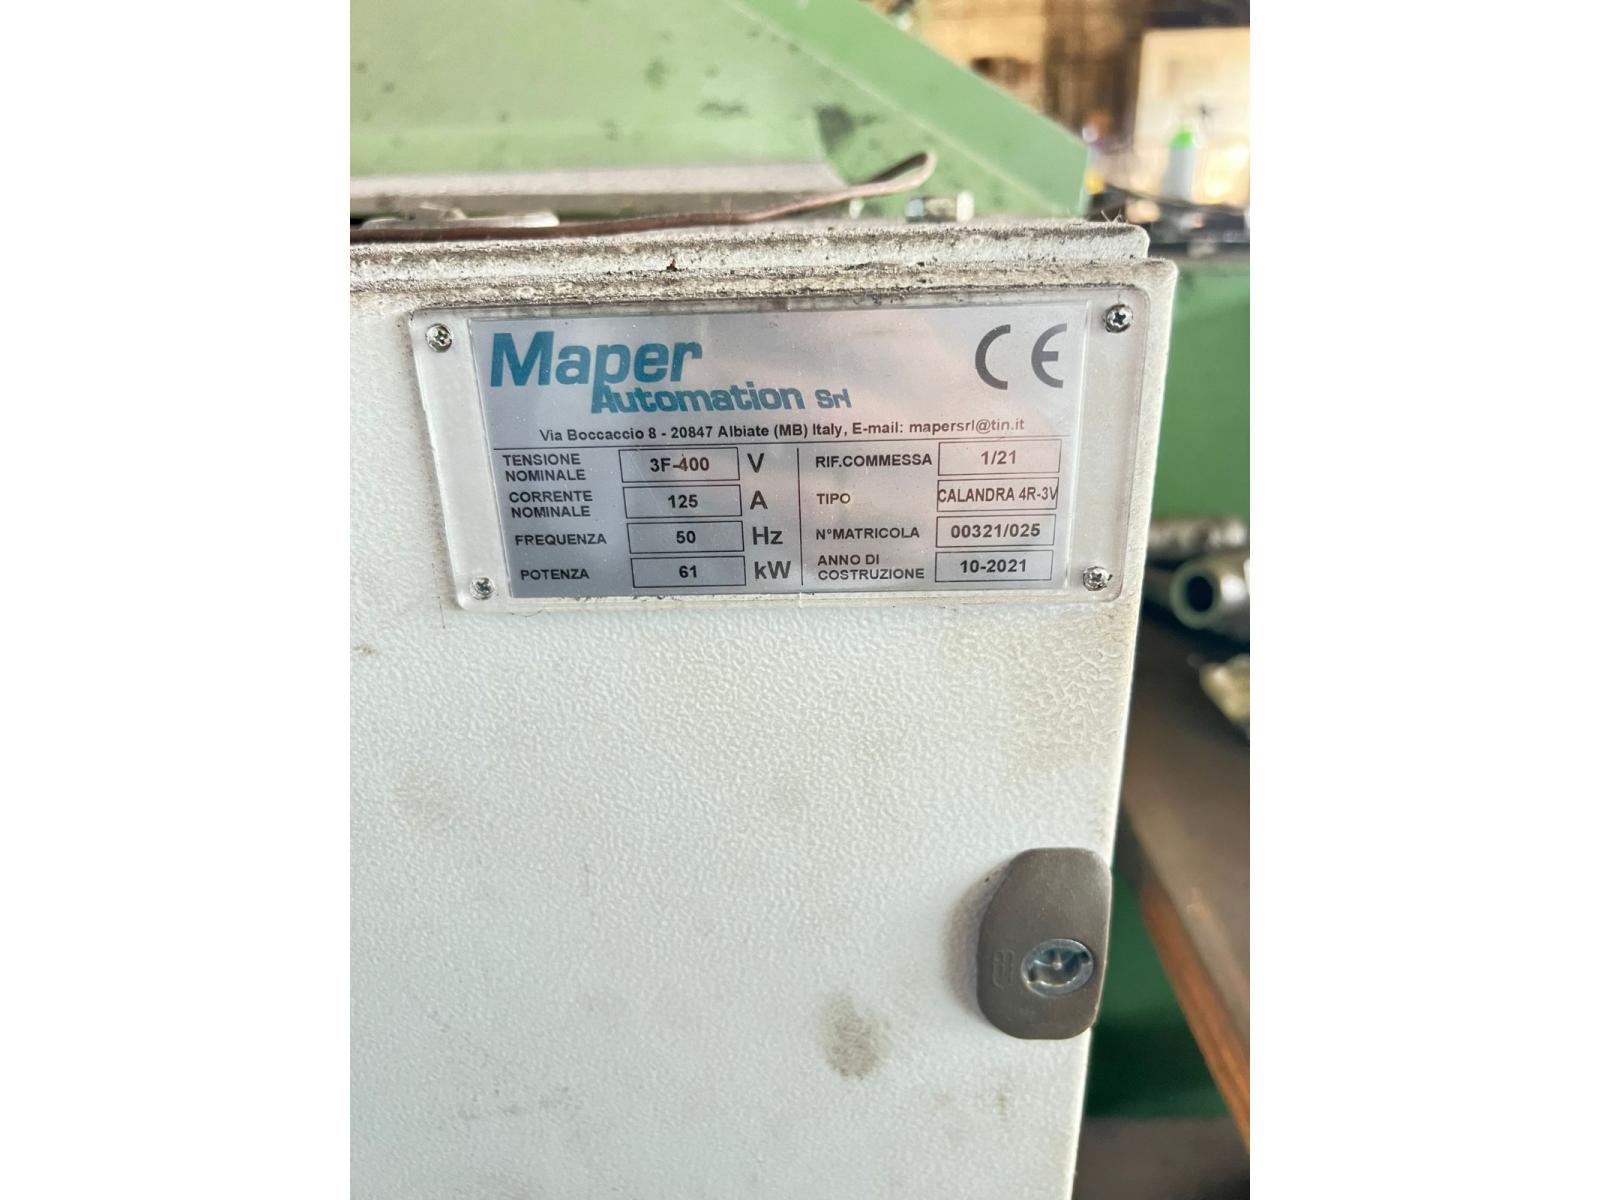 Maper
Automation Srl
CE
Via Boccaccio 8 - 20847 Albiate (MB) Italy, E-mail: mapersrl@tin.it
TENSIONE NOMINALE 3F-400 V
CORRENTE NOMINALE 125 A
FREQUENZA 50 Hz
POTENZA 61 kW
RIF.COMMESSA 1/21
TIPO CALANDRA 4R-3V
N°MATRICOLA 00321/025
ANNO DI COSTRUZIONE 10-2021